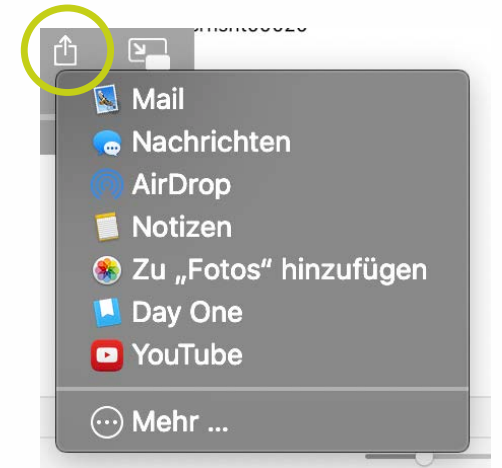 Mail
Nachrichten
AirDrop
Notizen
Zu „Fotos“ hinzufügen
Day One
YouTube
Mehr ...